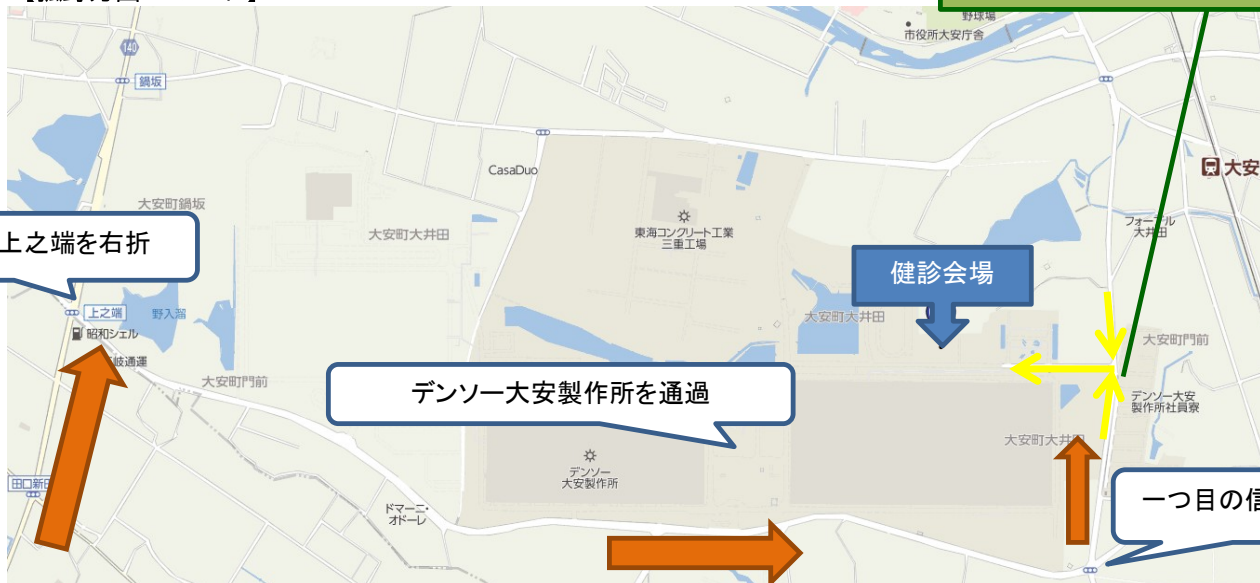 野球場
市役所大安庁舎
140
鍋坂
CasaDuo
大安
大安町鍋坂
大安町大井田
東海コンクリート工業
三重工場
フォーブル
大井田
上之端を右折
健診会場
上之端
野入溜
大安町大井田
昭和シェル
岐通運
大安町門前
大安町門前
デンソー大安製作所を通過
デンソー大安
製作所社員寮
大安町大井田
デンソー
大安製作所
田口新田
ドマーニ・
オドーレ
一つ目の信